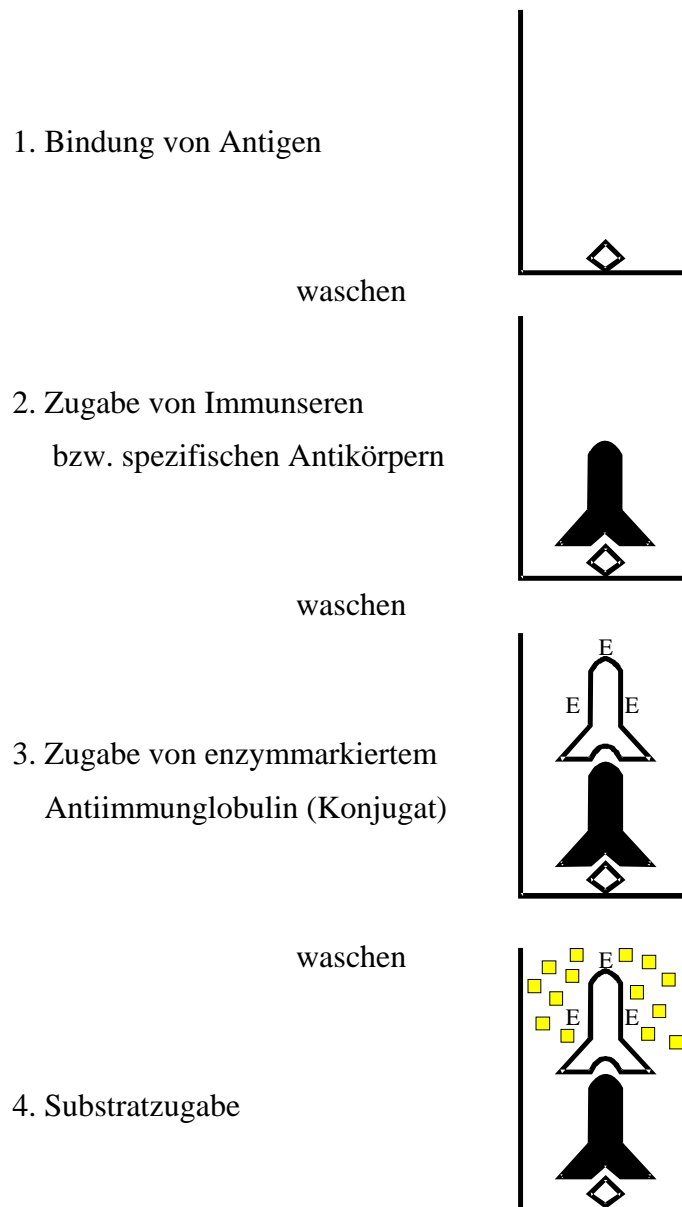 1. Bindung von Antigen
waschen
2. Zugabe von Immunseren
bzw. spezifischen Antikörpern
waschen
E
E E
3. Zugabe von enzymmarkiertem
Antiimmunglobulin (Konjugat)
waschen
E
E E
4. Substratzugabe